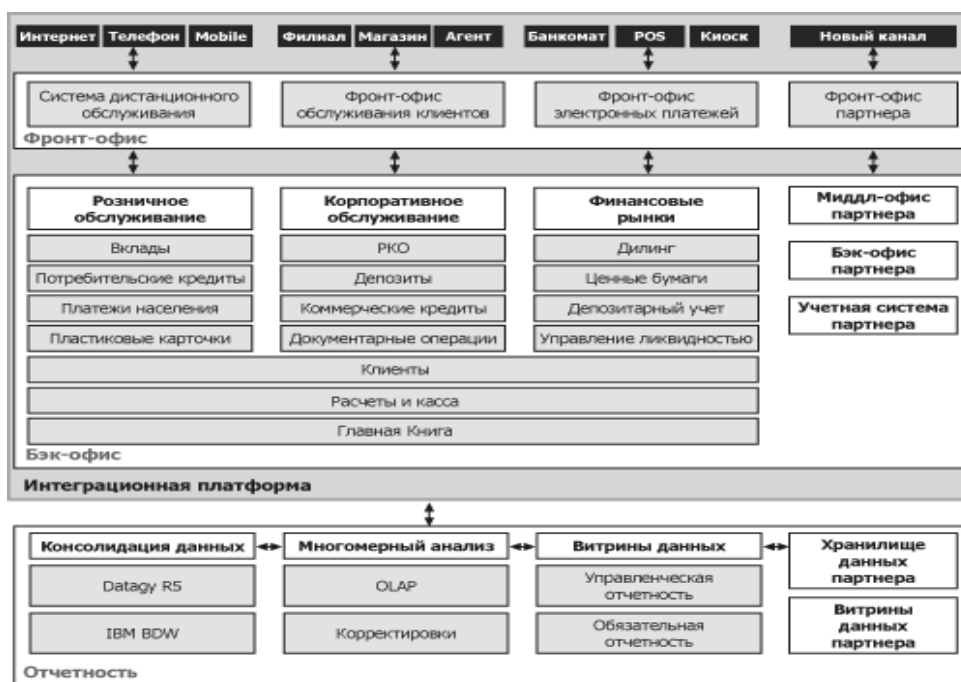 Интернет Телефон Mobile Филиал Магазин Агент Банкомат POS Киоск Новый канал
Система дистанционного
обслуживания
Фронт-офис
обслуживания клиентов
Фронт-офис
электронных платежей
Фронт-офис
партнера
Фронт-офис
Розничное
обслуживание
Вклады
Потребительские кредиты
Платежи населения
Пластиковые карточки
Корпоративное
обслуживание
РКО
Депозиты
Коммерческие кредиты
Документарные операции
Финансовые
рынки
Дилинг
Ценные бумаги
Депозитарный учет
Управление ликвидностью
Миддл-офис
партнера
Бэк-офис
партнера
Учетная система
партнера
Клиенты
Расчеты и касса
Главная Книга
Бэк-офис
Интеграционная платформа
Консолидация данных
Datagy R5
IBM BDW
Многомерный анализ
OLAP
Корректировки
Витрины данных
Управленческая
отчетность
Обязательная
отчетность
Хранилище
данных
партнера
Витрины
данных
партнера
Отчетность